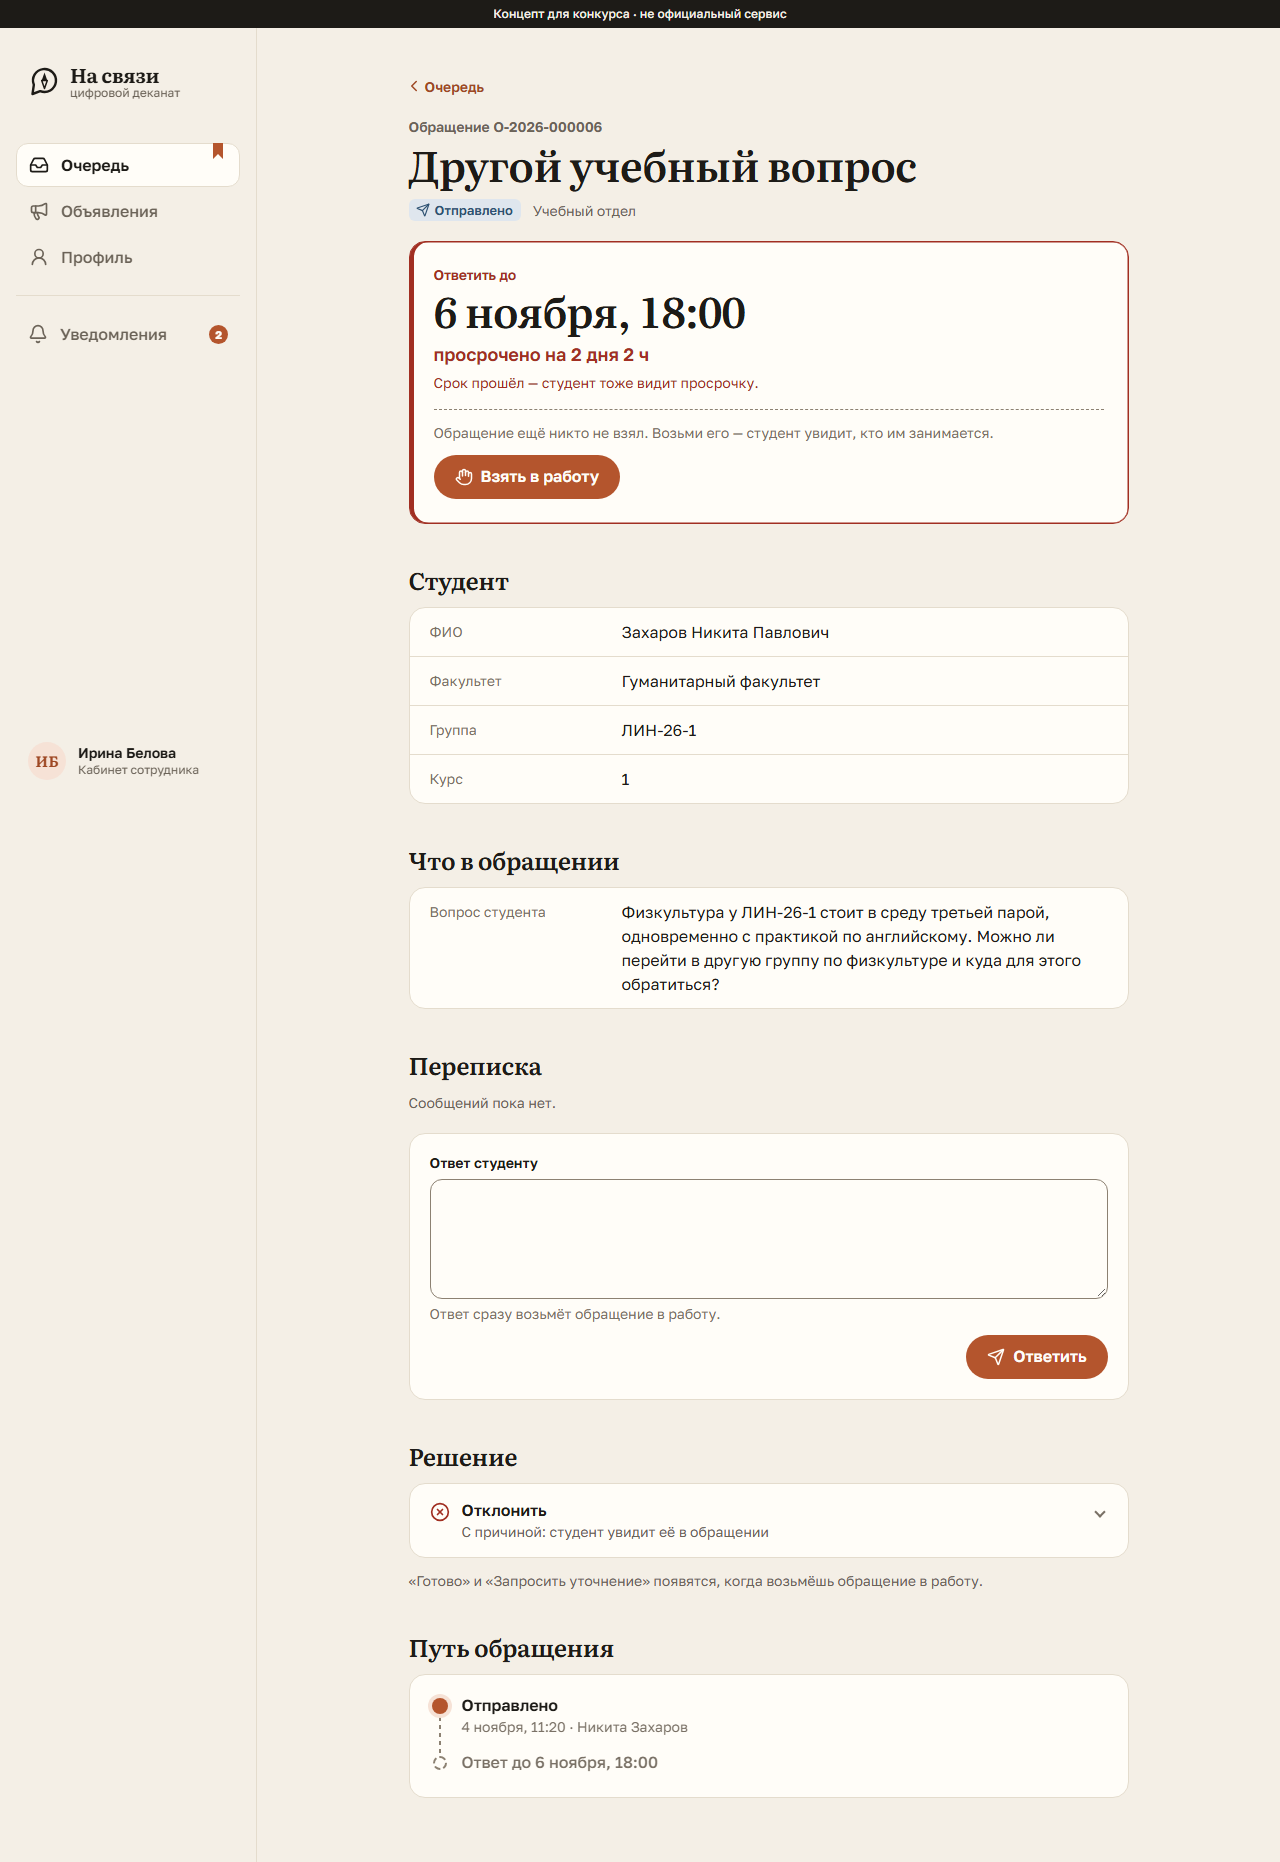 Концепт для конкурса · не официальный сервис
На связи
цифровой деканат
Очередь
Объявления
Профиль
Уведомления
2
ИБ
Ирина Белова
Кабинет сотрудника
Очередь
Обращение О-2026-000006
Другой учебный вопрос
Отправлено
Учебный отдел
Ответить до
6 ноября, 18:00
просрочено на 2 дня 2 ч
Срок прошёл — студент тоже видит просрочку.
Обращение ещё никто не взял. Возьми его — студент увидит, кто им занимается.
Взять в работу
Студент
ФИО
Захаров Никита Павлович
Факультет
Гуманитарный факультет
Группа
ЛИН-26-1
Курс
1
Что в обращении
Вопрос студента
Физкультура у ЛИН-26-1 стоит в среду третьей парой,
одновременно с практикой по английскому. Можно ли
перейти в другую группу по физкультуре и куда для этого
обратиться?
Переписка
Сообщений пока нет.
Ответ студенту
Ответ сразу возьмёт обращение в работу.
Ответить
Решение
Отклонить
С причиной: студент увидит её в обращении
«Готово» и «Запросить уточнение» появятся, когда возьмёшь обращение в работу.
Путь обращения
Отправлено
4 ноября, 11:20 · Никита Захаров
Ответ до 6 ноября, 18:00